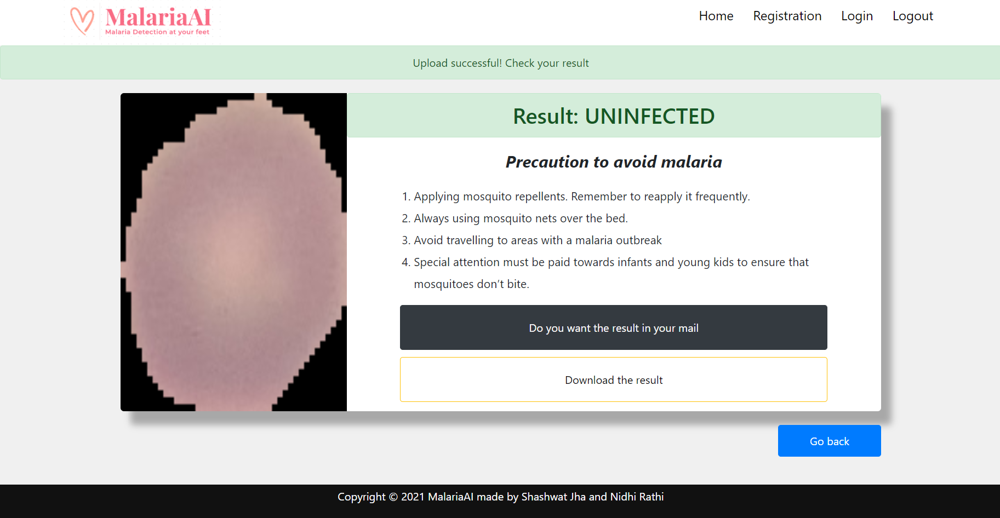 MalariaAI
Malaria Detection at your feet
Home Registration Login Logout
Upload successful! Check your result
Result: UNINFECTED
Precaution to avoid malaria
1. Applying mosquito repellents. Remember to reapply it frequently.
2. Always using mosquito nets over the bed.
3. Avoid travelling to areas with a malaria outbreak
4. Special attention must be paid towards infants and young kids to ensure that
mosquitoes don’t bite.
Do you want the result in your mail
Download the result
Go back
Copyright © 2021 MalariaAI made by Shashwat Jha and Nidhi Rathi